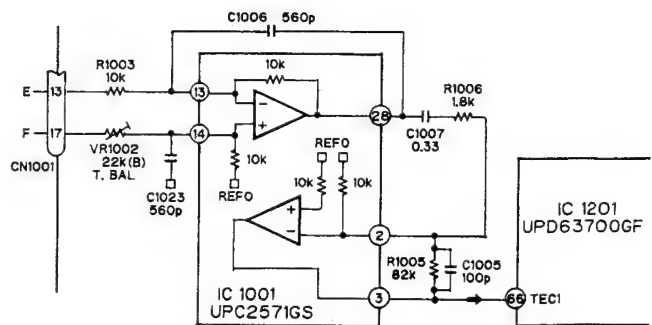 C1006 560p
R1003
10k
10k
E
13
13
28
R1006
1.8k
C1007
0.33
F
17
14
CN1001
VR1002
22k(B)
T. BAL
C1023
560p
10k
REFO
REFO
10k
10k
2
IC 1201
UPD63700GF
R1005
82k
C1005
100p
IC 1001
UPC2571GS
3
66
TEC1